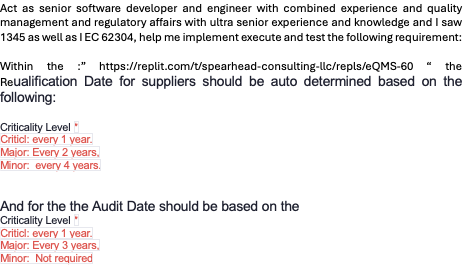 Act as senior software developer and engineer with combined experience and quality
management and regulatory affairs with ultra senior experience and knowledge and I saw
1345 as well as I EC 62304, help me implement execute and test the following requirement:
Within the :” https://replit.com/t/spearhead-consulting-llc/repls/eQMS-60 “ the
Reualification Date for suppliers should be auto determined based on the
following:
Criticality Level *
Criticl: every 1 year.
Major: Every 2 years,
Minor: every 4 years.
And for the the Audit Date should be based on the
Criticality Level *
Criticl: every 1 year.
Major: Every 3 years,
Minor: Not required